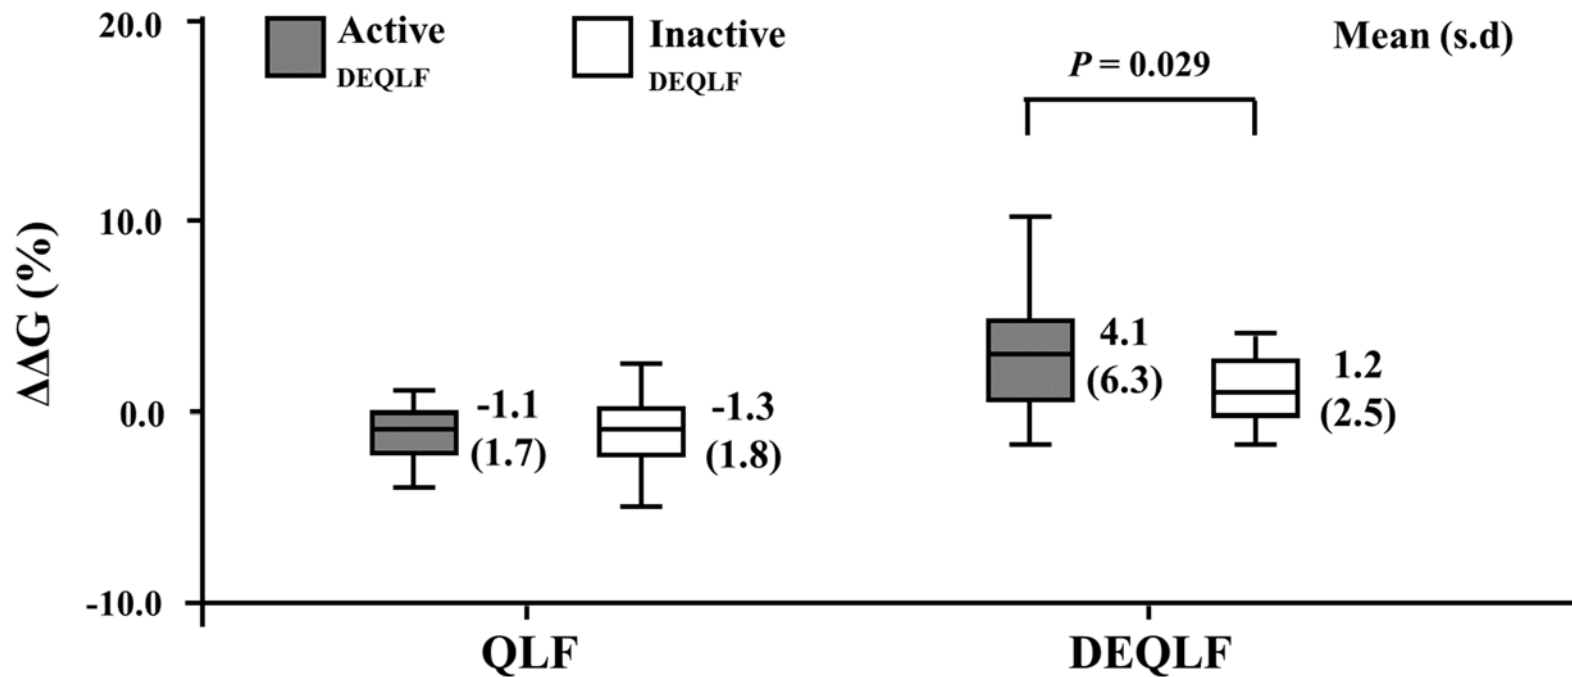 20.0
Active
DEQLF
Inactive
DEQLF
Mean (s.d)
P = 0.029
10.0
ΔΔG (%)
0.0
-1.1
(1.7)
-1.3
(1.8)
4.1
(6.3)
1.2
(2.5)
-10.0
QLF
DEQLF